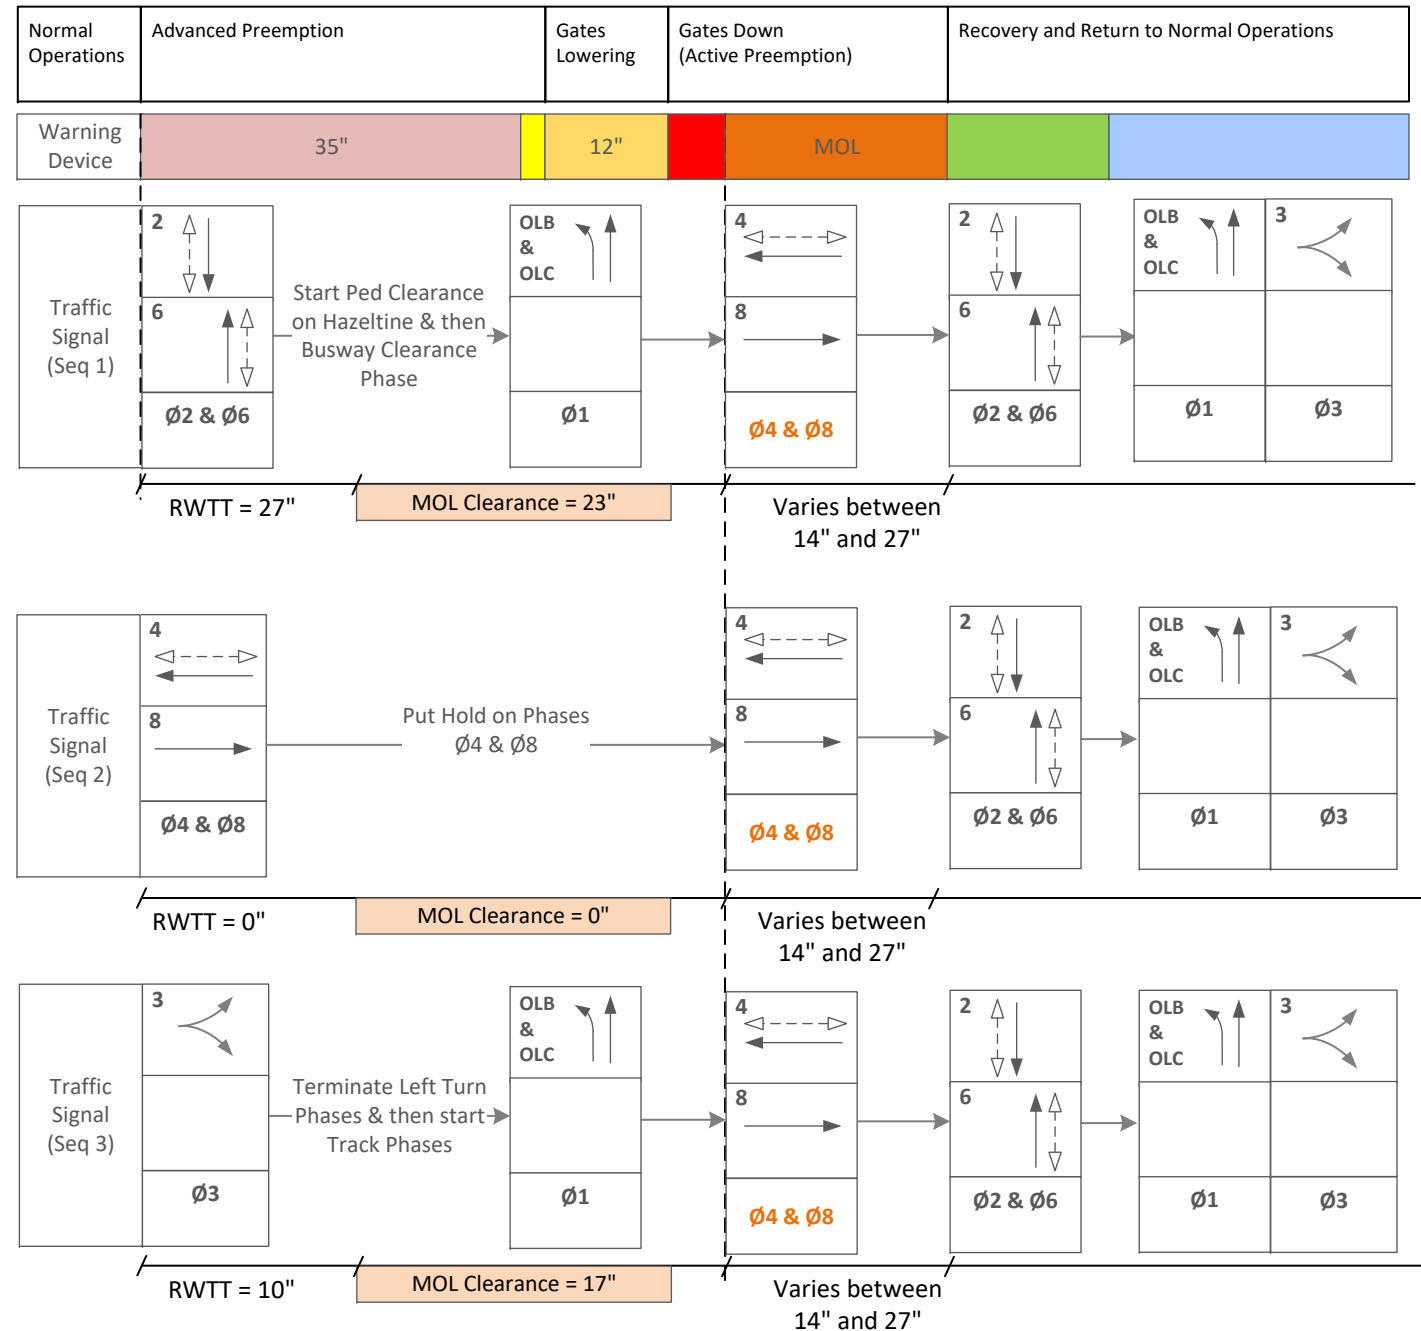 Normal
Operations
Advanced Preemption
Gates
Lowering
Gates Down
(Active Preemption)
Recovery and Return to Normal Operations
Warning
Device
35"
12"
MOL
Traffic
Signal
(Seq 1)
2
6
Ø2 & Ø6
Start Ped Clearance
on Hazeltine & then
Busway Clearance
Phase
OLB
&
OLC
Ø1
4
8
Ø4 & Ø8
2
6
Ø2 & Ø6
OLB
&
OLC
3
Ø1
Ø3
RWTT = 27"
MOL Clearance = 23"
Varies between
14" and 27"
Traffic
Signal
(Seq 2)
4
8
Ø4 & Ø8
Put Hold on Phases
Ø4 & Ø8
4
8
Ø4 & Ø8
2
6
Ø2 & Ø6
OLB
&
OLC
3
Ø1
Ø3
RWTT = 0"
MOL Clearance = 0"
Varies between
14" and 27"
Traffic
Signal
(Seq 3)
3
Ø3
Terminate Left Turn
Phases & then start
Track Phases
OLB
&
OLC
Ø1
4
8
Ø4 & Ø8
2
6
Ø2 & Ø6
OLB
&
OLC
3
Ø1
Ø3
RWTT = 10"
MOL Clearance = 17"
Varies between
14" and 27"